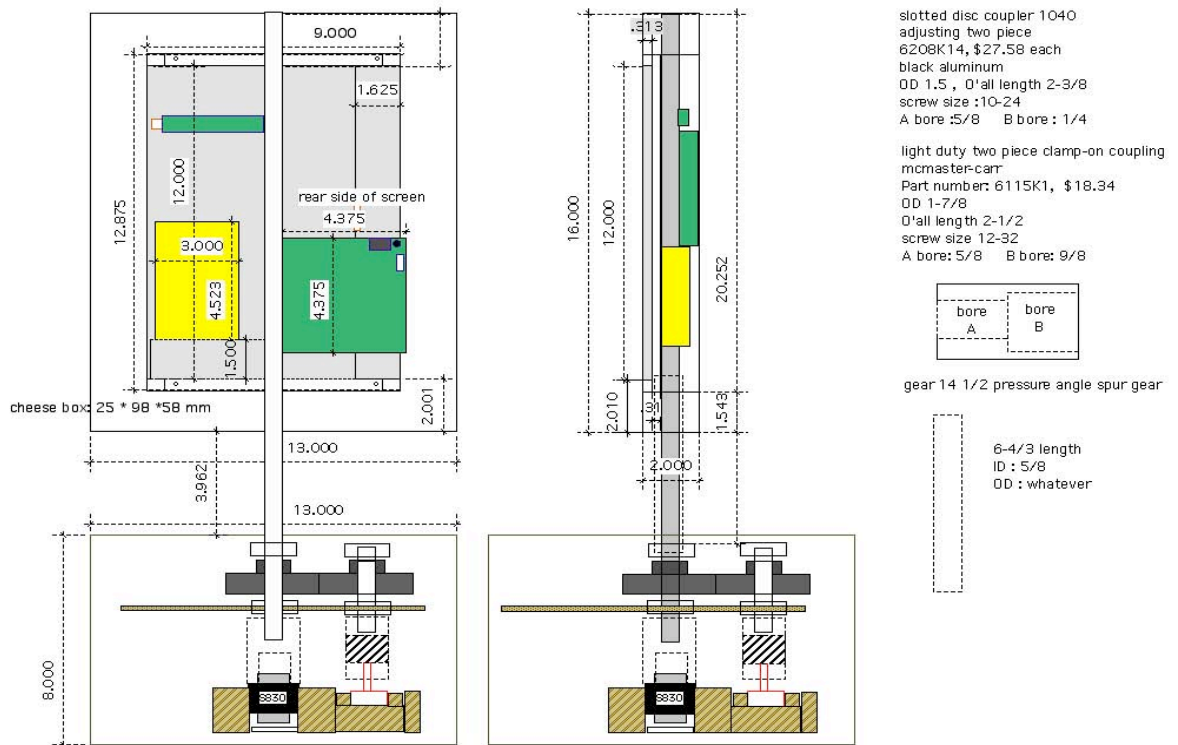 9.000
1.625
12.000
12.875
rear side of screen
4.375
3.000
4.523
4.375
1.500
2.001
cheese box: 25 * 98 *58 mm
13.000
3.962
13.000
8.000
S830
.313
16.000
12.000
20.252
2.010
.31
1.543
2.000
S830
slotted disc coupler 1040
adjusting two piece
6208K14, $27.58 each
black aluminum
OD 1.5 , O'all length 2-3/8
screw size :10-24
A bore :5/8 B bore : 1/4
light duty two piece clamp-on coupling
mcmaster-carr
Part number: 6115K1, $18.34
OD 1-7/8
O'all length 2-1/2
screw size 12-32
A bore: 5/8 B bore: 9/8
bore
A
bore
B
gear 14 1/2 pressure angle spur gear
6-4/3 length
ID : 5/8
OD : whatever